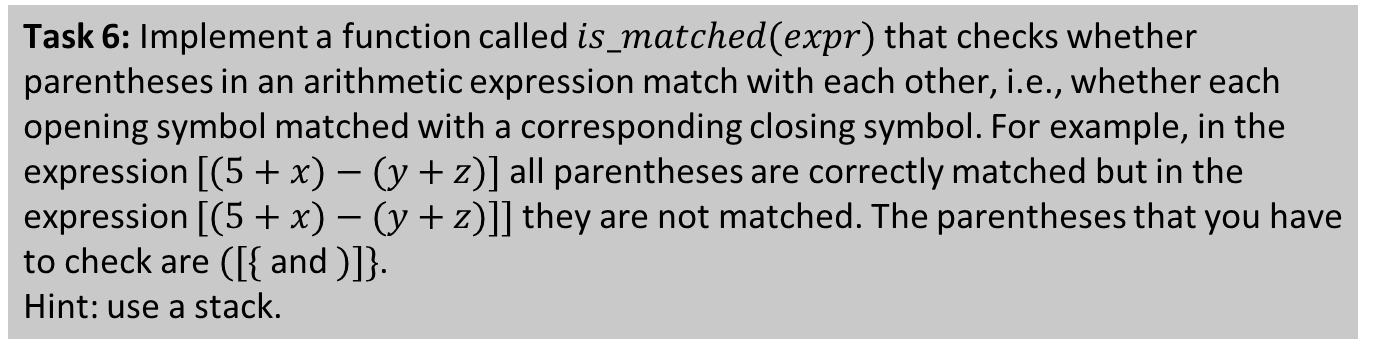 Task 6: Implement a function called is_matched(expr) that checks whether
parentheses in an arithmetic expression match with each other, i.e., whether each
opening symbol matched with a corresponding closing symbol. For example, in the
expression [(5 + x) − (y + z)] all parentheses are correctly matched but in the
expression [(5 + x) − (y + z)]] they are not matched. The parentheses that you have
to check are ([{ and )]}.
Hint: use a stack.